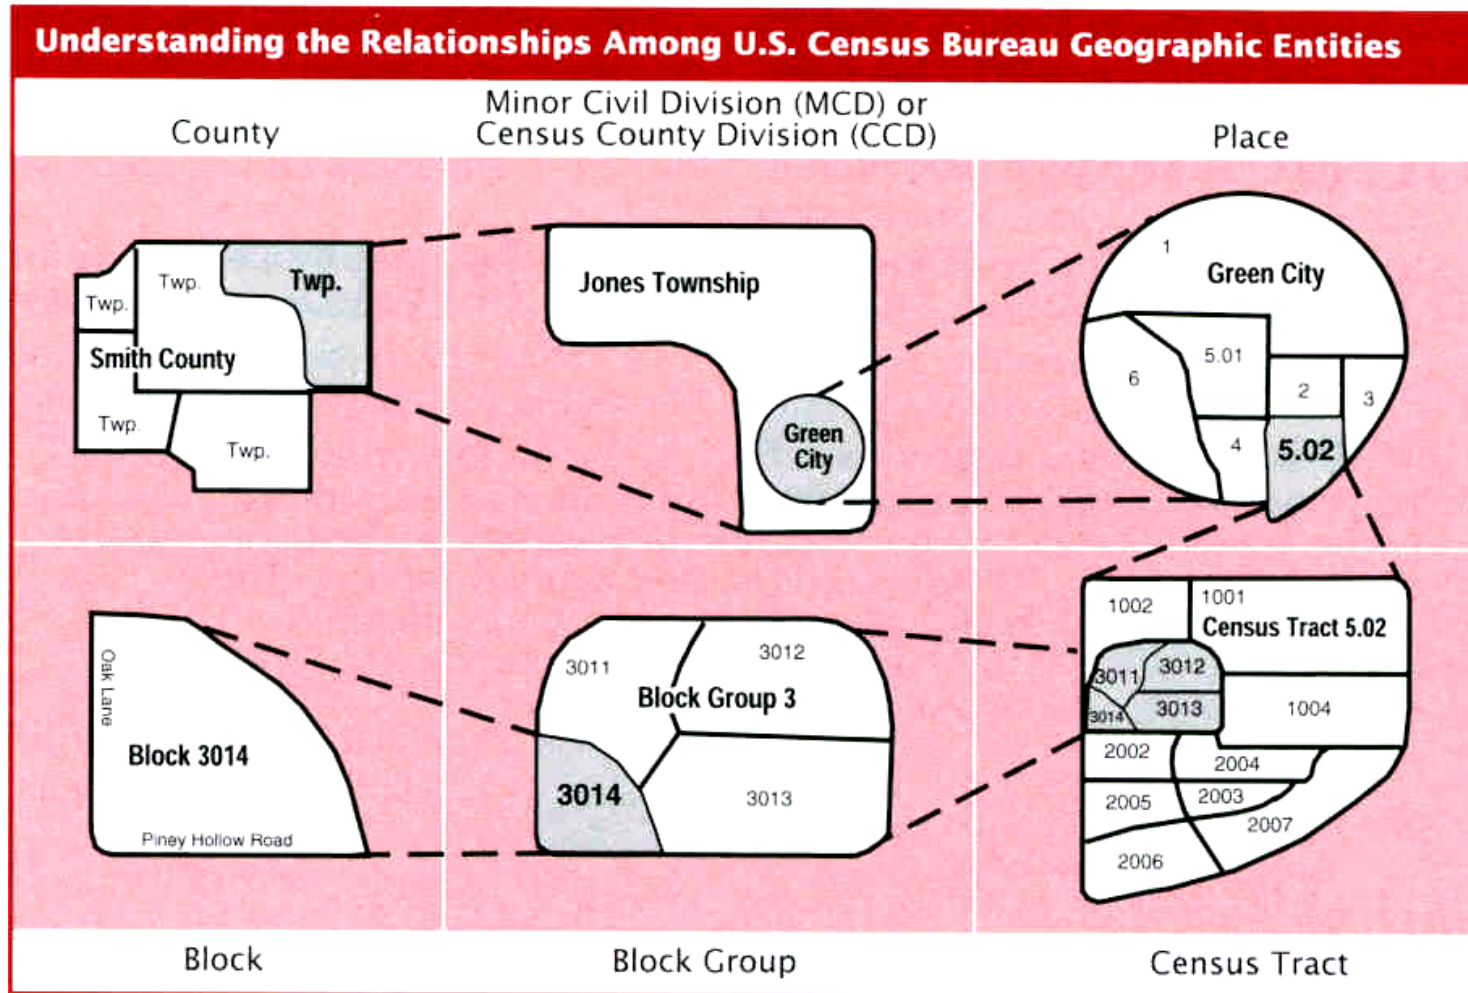 Understanding the Relationships Among U.S. Census Bureau Geographic Entities
County
Minor Civil Division (MCD) or
Census County Division (CCD)
Place
Twp.
Twp.
Twp.
Smith County
Twp.
Twp.
Jones Township
Green
City
1
Green City
5.01
6
2
3
4
5.02
Oak Lane
Block 3014
Piney Hollow Road
3011
3012
Block Group 3
3014
3013
1002
1001
Census Tract 5.02
3011
3012
3014
3013
1004
2002
2004
2005
2003
2007
2006
Block
Block Group
Census Tract